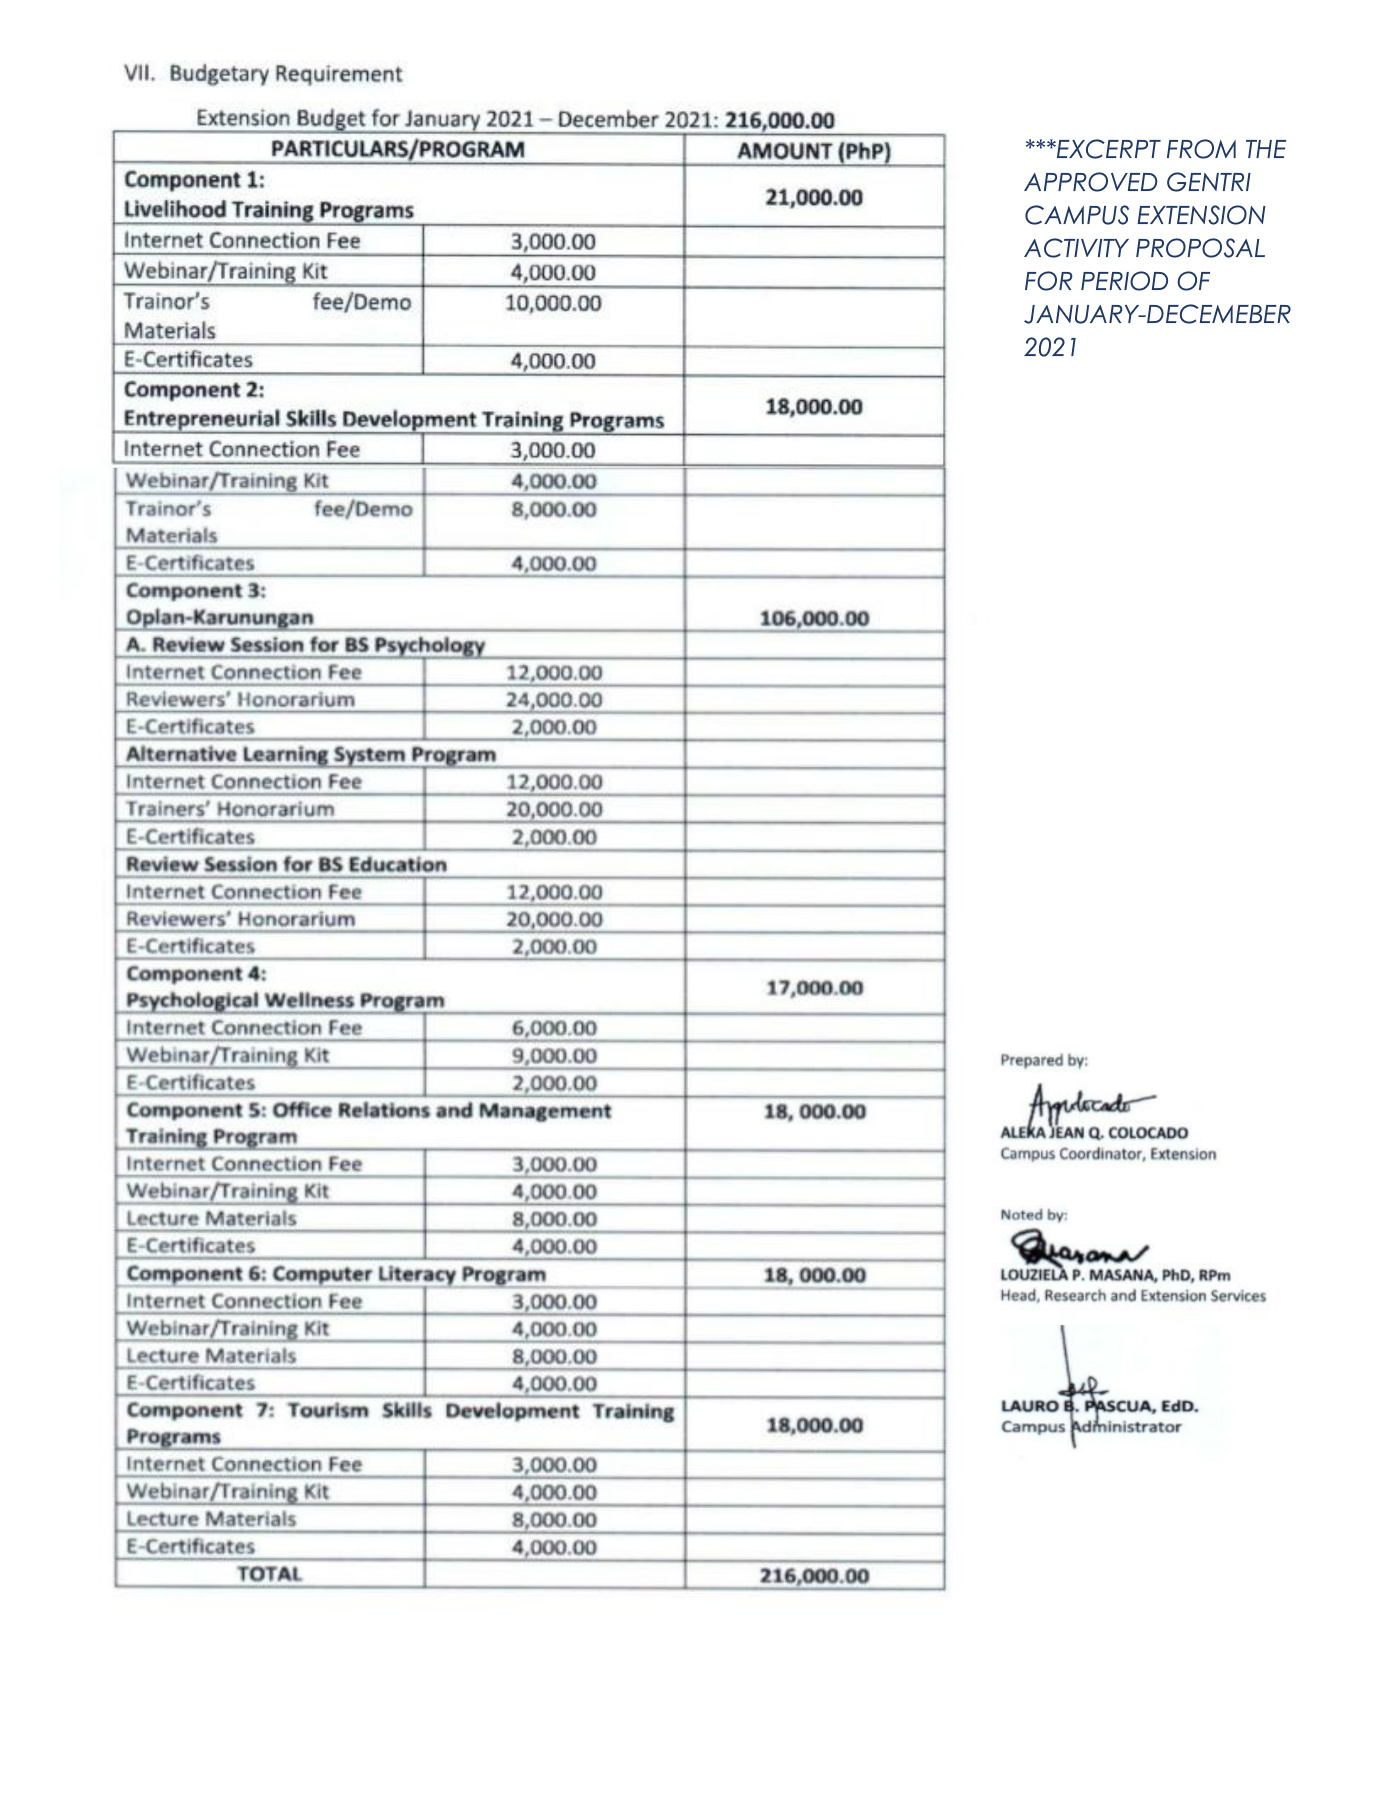 VII. Budgetary Requirement
Extension Budget for January 2021 – December 2021: 216,000.00
PARTICULARS/PROGRAM AMOUNT (PhP)
Component 1:
Livelihood Training Programs 21,000.00
Internet Connection Fee 3,000.00
Webinar/Training Kit 4,000.00
Trainor's fee/Demo 10,000.00
Materials
E-Certificates 4,000.00
Component 2:
Entrepreneurial Skills Development Training Programs 18,000.00
Internet Connection Fee 3,000.00
Webinar/Training Kit 4,000.00
Trainor's fee/Demo 8,000.00
Materials
E-Certificates 4,000.00
Component 3:
Oplan-Karunungan 106,000.00
A. Review Session for BS Psychology
Internet Connection Fee 12,000.00
Reviewers' Honorarium 24,000.00
E-Certificates 2,000.00
Alternative Learning System Program
Internet Connection Fee 12,000.00
Trainers' Honorarium 20,000.00
E-Certificates 2,000.00
Review Session for BS Education
Internet Connection Fee 12,000.00
Reviewers' Honorarium 20,000.00
E-Certificates 2,000.00
Component 4:
Psychological Wellness Program 17,000.00
Internet Connection Fee 6,000.00
Webinar/Training Kit 9,000.00
E-Certificates 2,000.00
Component 5: Office Relations and Management 18, 000.00
Training Program
Internet Connection Fee 3,000.00
Webinar/Training Kit 4,000.00
Lecture Materials 8,000.00
E-Certificates 4,000.00
Component 6: Computer Literacy Program 18, 000.00
Internet Connection Fee 3,000.00
Webinar/Training Kit 4,000.00
Lecture Materials 8,000.00
E-Certificates 4,000.00
Component 7: Tourism Skills Development Training
Programs 18,000.00
Internet Connection Fee 3,000.00
Webinar/Training Kit 4,000.00
Lecture Materials 8,000.00
E-Certificates 4,000.00
TOTAL 216,000.00
***EXCERPT FROM THE
APPROVED GENTRI
CAMPUS EXTENSION
ACTIVITY PROPOSAL
FOR PERIOD OF
JANUARY-DECEMEBER
2021
Prepared by:
ALEKA JEAN Q. COLOCADO
Campus Coordinator, Extension
Noted by:
LOUZIELA P. MASANA, PhD, RPm
Head, Research and Extension Services
LAURO B. PASCUA, EdD.
Campus Administrator